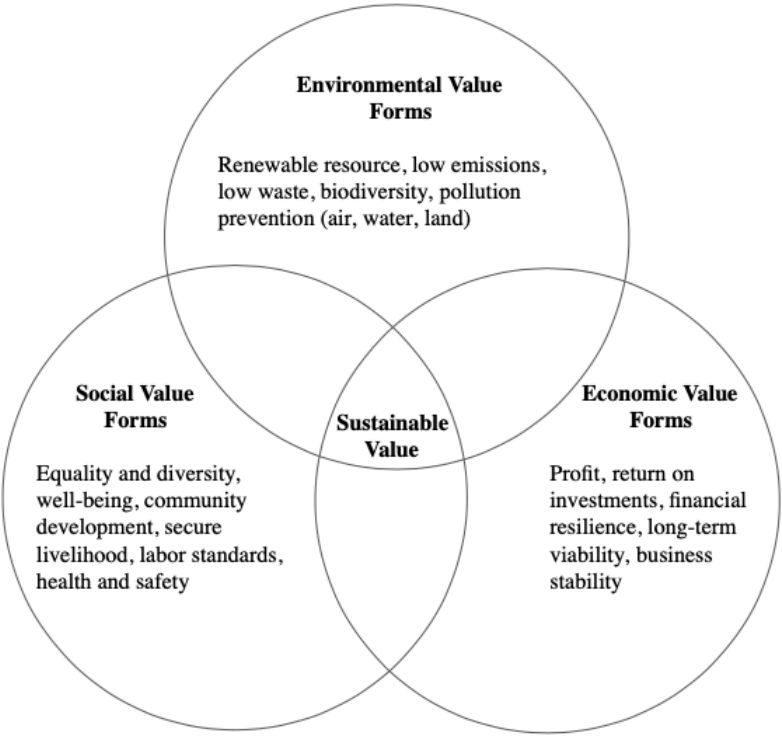 Environmental Value
Forms
Renewable resource, low emissions,
low waste, biodiversity, pollution
prevention (air, water, land)
Social Value
Forms
Equality and diversity,
well-being, community
development, secure
livelihood, labor standards,
health and safety
Sustainable
Value
Economic Value
Forms
Profit, return on
investments, financial
resilience, long-term
viability, business
stability